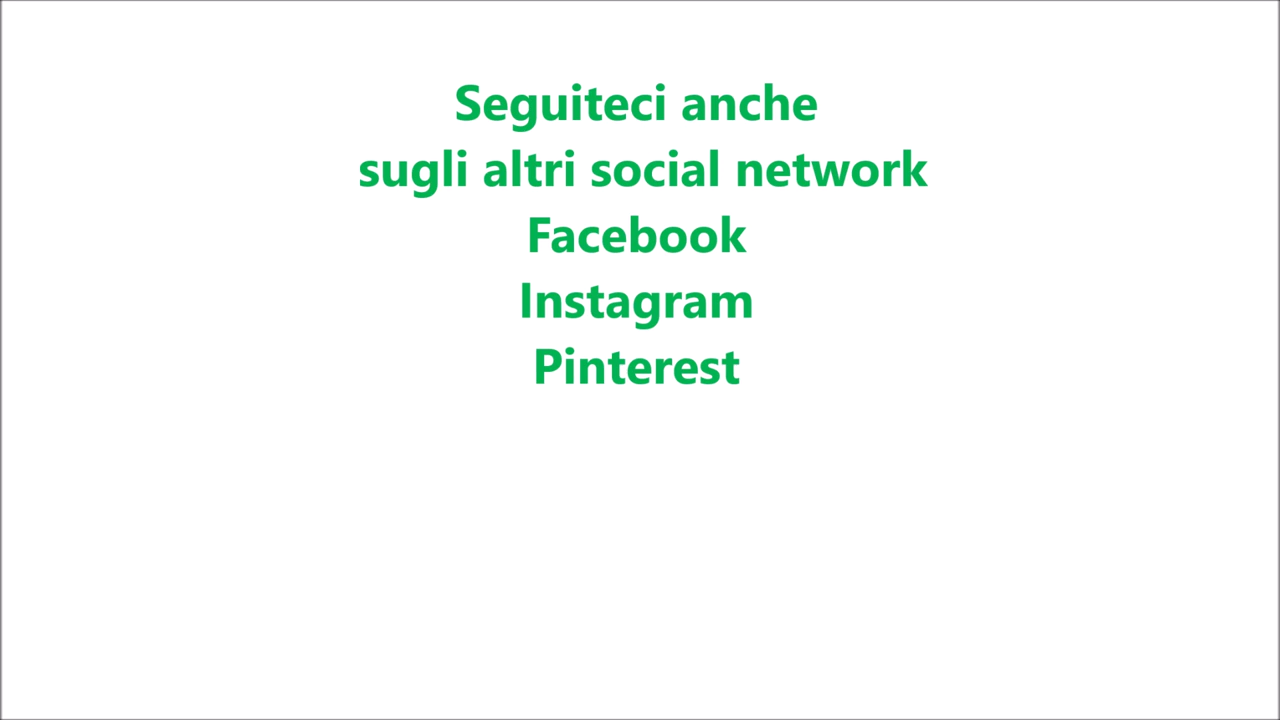 Seguiteci anche
sugli altri social network
Facebook
Instagram
Pinterest